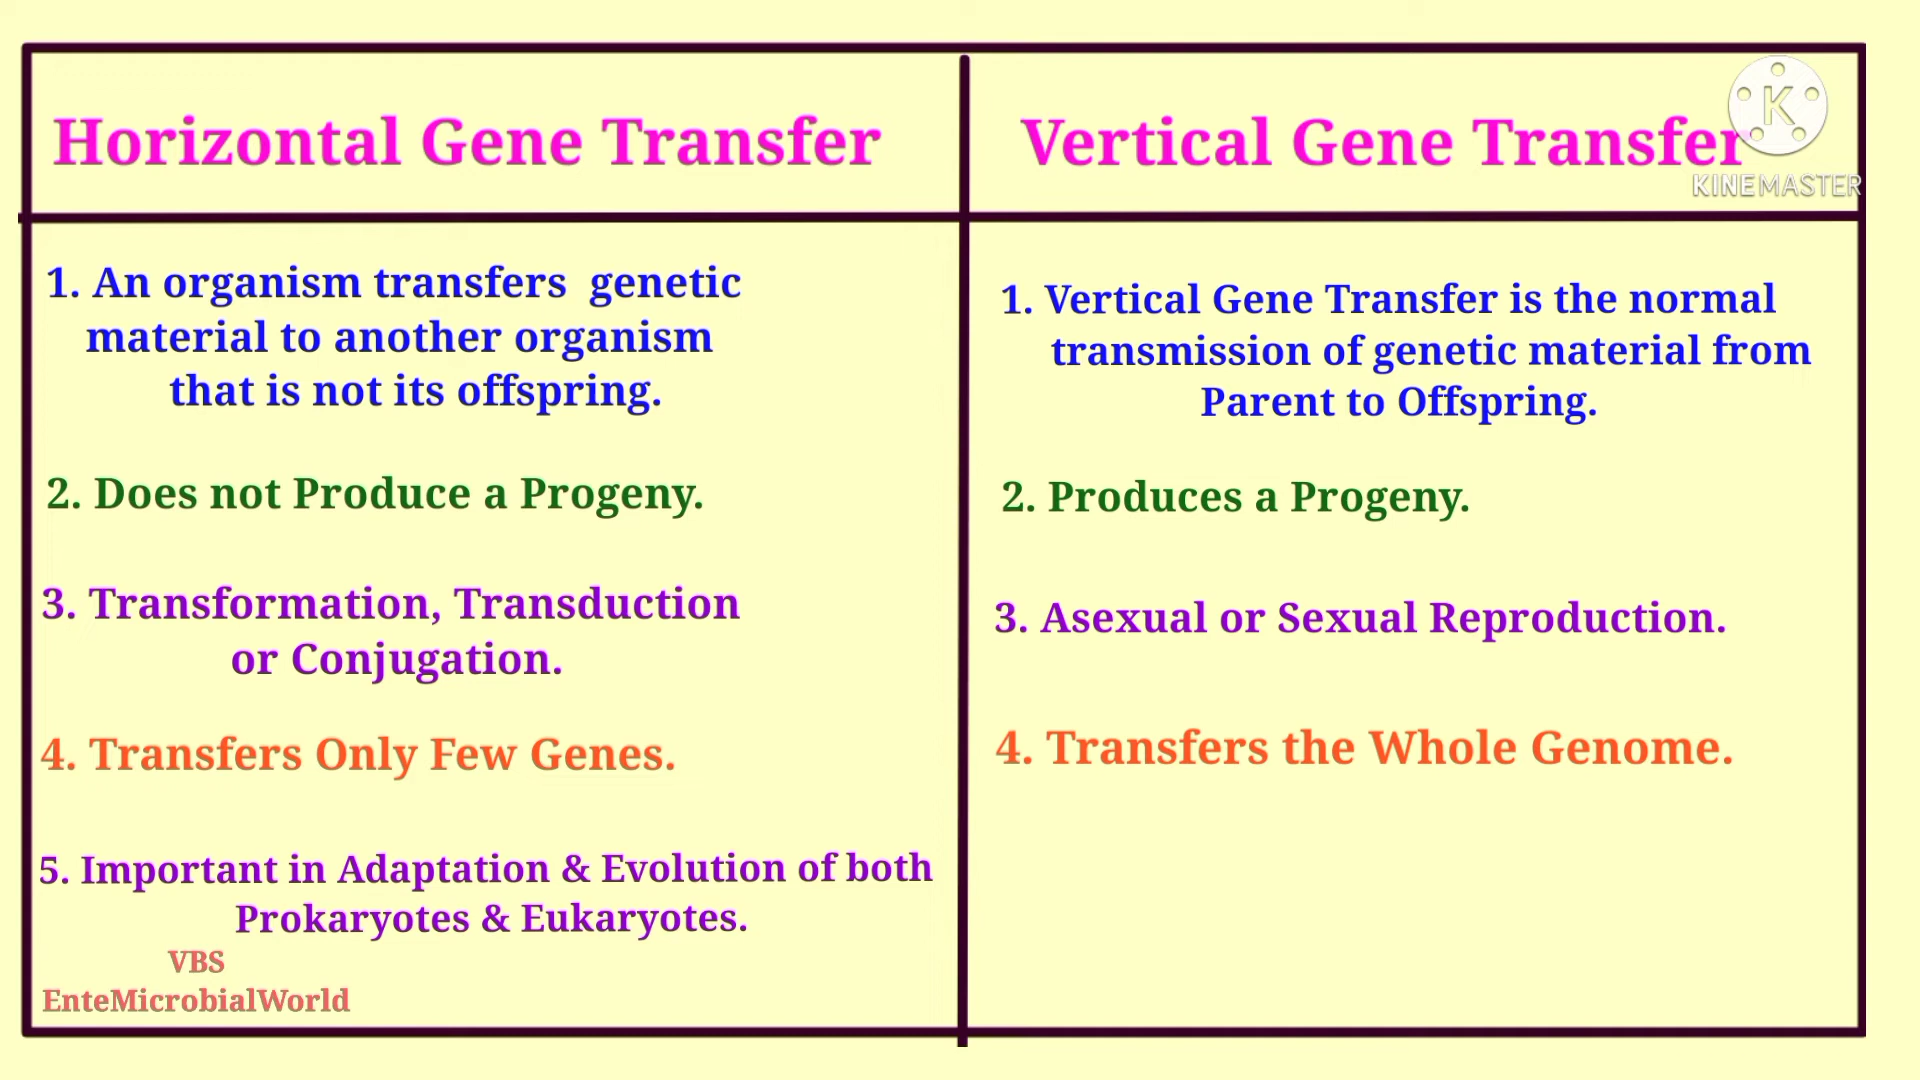 Horizontal Gene Transfer
Vertical Gene Transfer
KINEMASTER
1. An organism transfers genetic
material to another organism
that is not its offspring.
2. Does not Produce a Progeny.
3. Transformation, Transduction
or Conjugation.
4. Transfers Only Few Genes.
5. Important in Adaptation & Evolution of both
Prokaryotes & Eukaryotes.
VBS
EnteMicrobialWorld
1. Vertical Gene Transfer is the normal
transmission of genetic material from
Parent to Offspring.
2. Produces a Progeny.
3. Asexual or Sexual Reproduction.
4. Transfers the Whole Genome.